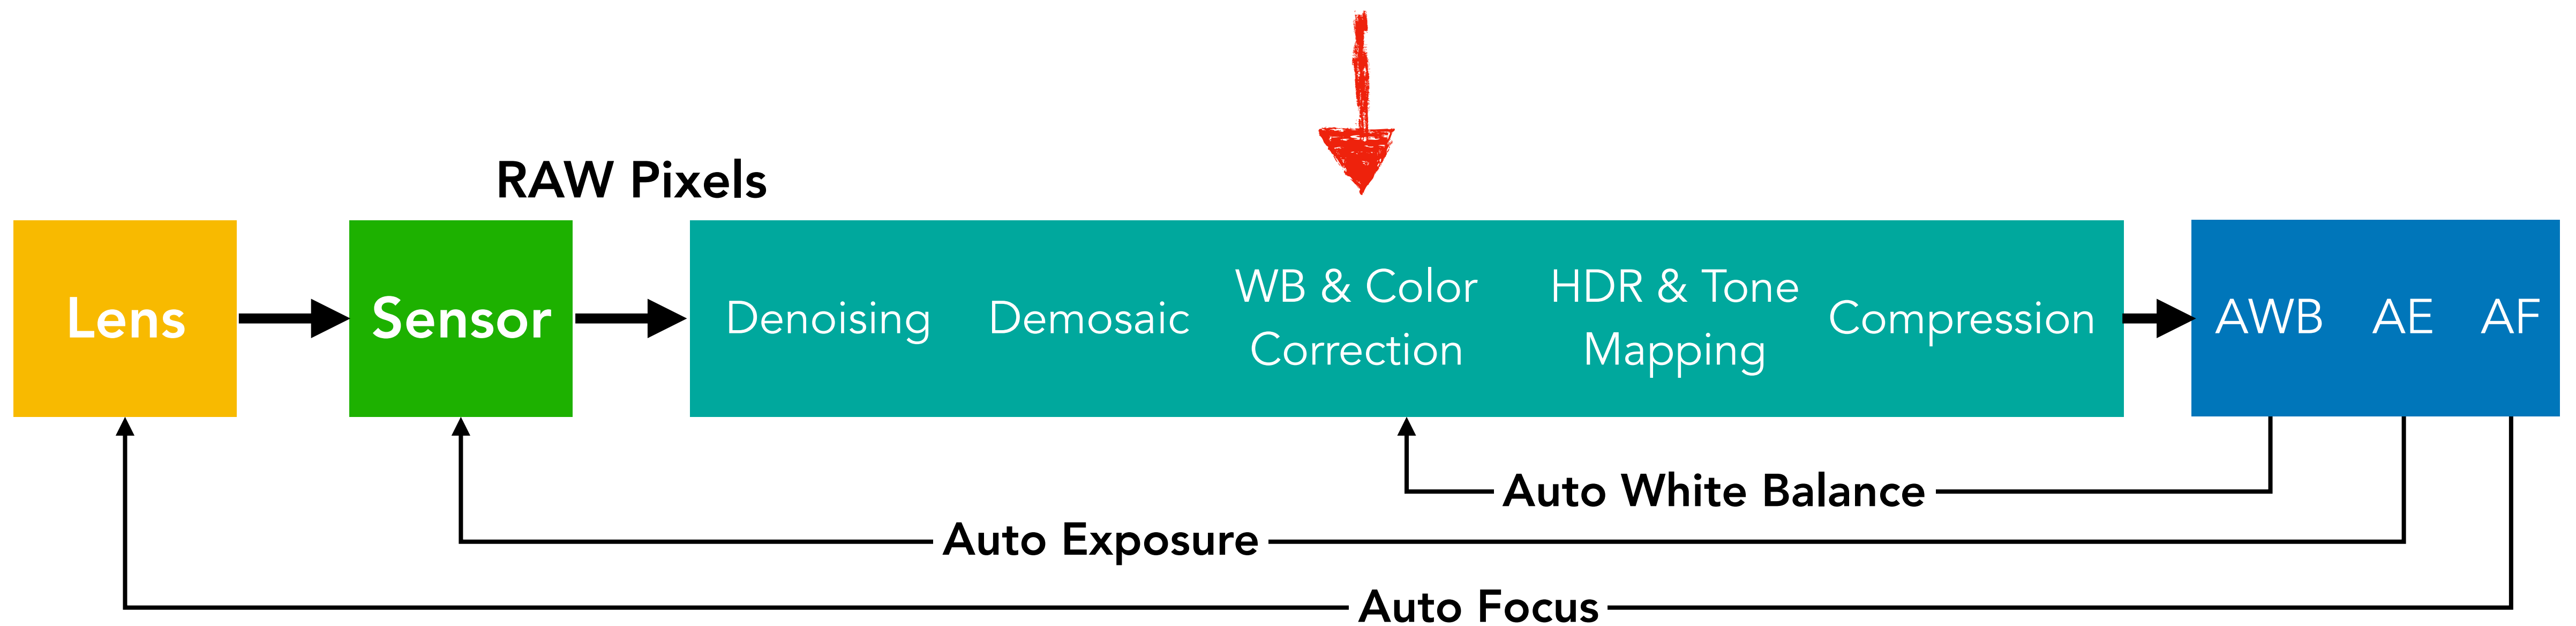 RAW Pixels
Lens
Sensor
Denoising
Demosaic
WB & Color
Correction
HDR & Tone
Mapping
Compression
AWB
AE
AF
Auto White Balance
Auto Exposure
Auto Focus